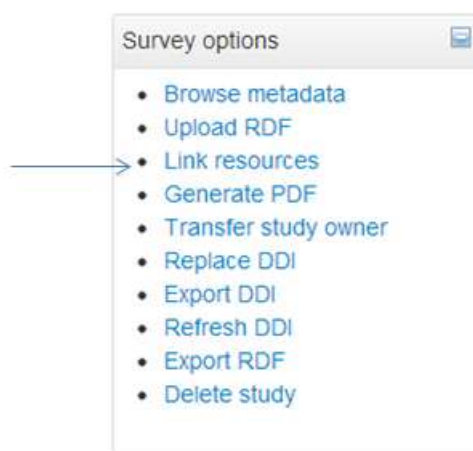 Survey options
Browse metadata
Upload RDF
Link resources
Generate PDF
Transfer study owner
Replace DDI
Export DDI
Refresh DDI
Export RDF
Delete study